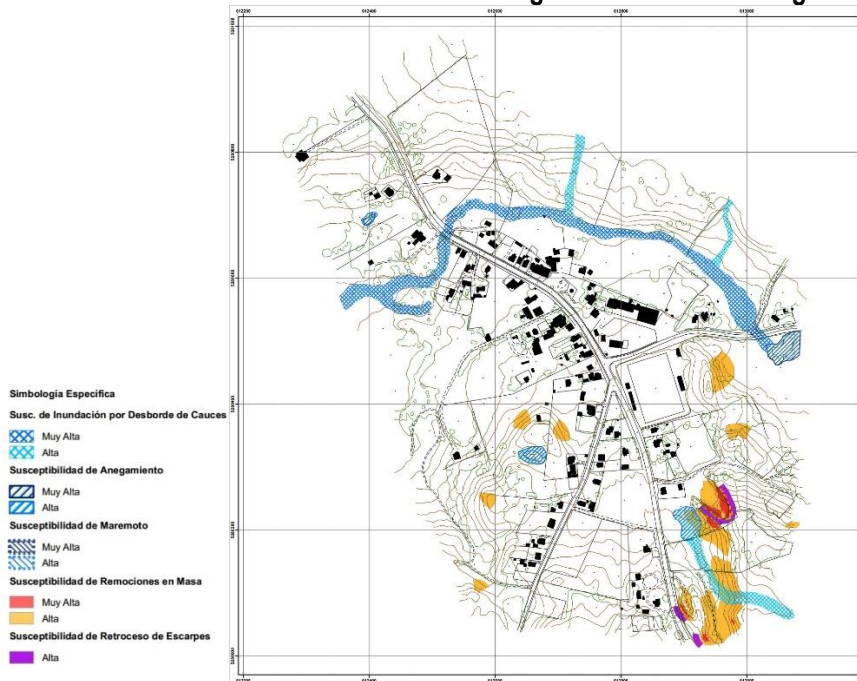 Simbología Específica
Susc. de Inundación por Desborde de Cauces
Muy Alta
Alta
Susceptibilidad de Anegamiento
Muy Alta
Alta
Susceptibilidad de Maremoto
Muy Alta
Alta
Susceptibilidad de Remociones en Masa
Muy Alta
Alta
Susceptibilidad de Retroceso de Escarpes
Alta